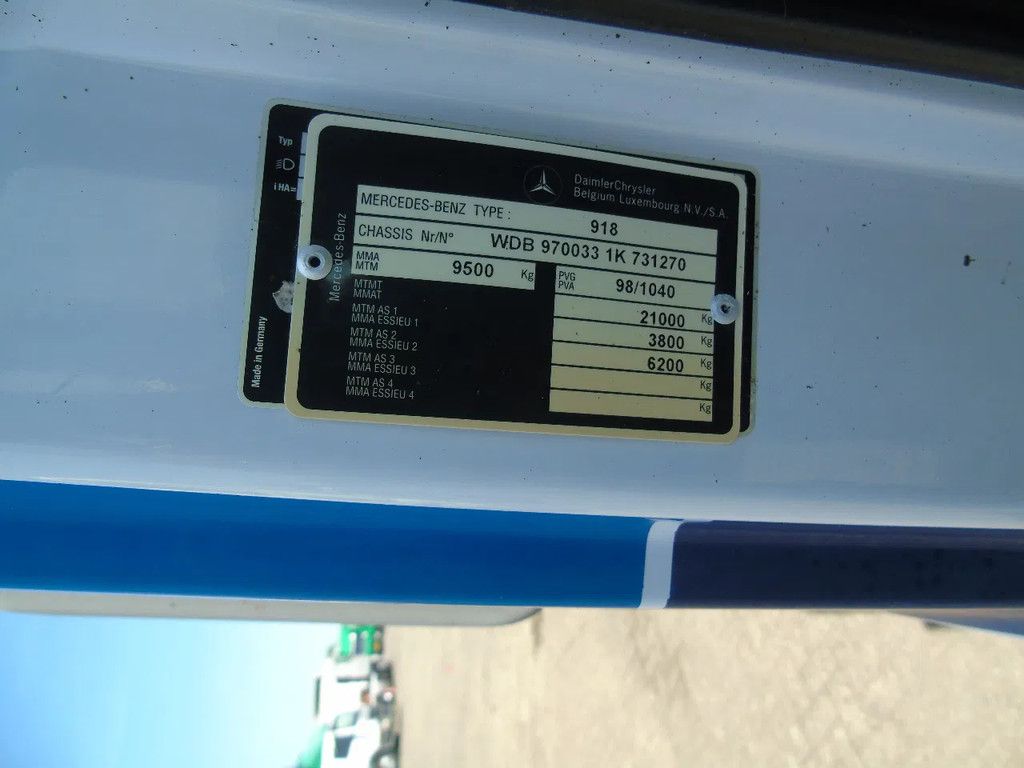 Typ
i HA=
Made in Germany
Mercedes-Benz
DaimlerChrysler
Belgium Luxembourg N.V./S.A.
MERCEDES-BENZ TYPE : 918
CHASSIS Nr/N° WDB 970033 1K 731270
MMA
MTM 9500 Kg
PVG
PVA 98/1040
MTMT
MMAT 21000 Kg
MTM AS 1
MMA ESSIEU 1 3800 Kg
MTM AS 2
MMA ESSIEU 2 6200 Kg
MTM AS 3
MMA ESSIEU 3 Kg
MTM AS 4
MMA ESSIEU 4 Kg